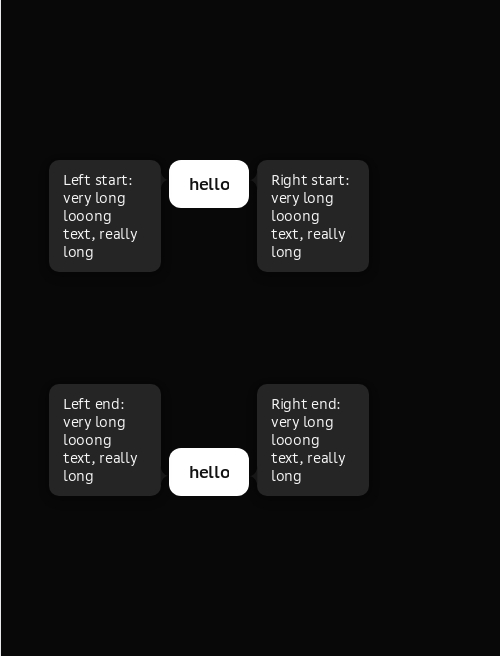 Left start:
very long
looong
text, really
long
hello
Right start:
very long
looong
text, really
long
Left end:
very long
looong
text, really
long
hello
Right end:
very long
looong
text, really
long